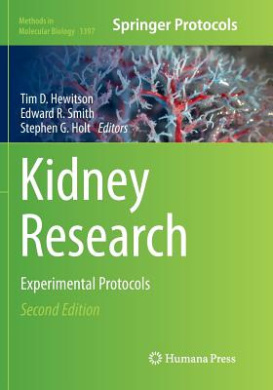 Methods in
Molecular Biology 1397
Springer Protocols
Tim D. Hewitson
Edward R. Smith
Stephen G. Holt Editors
Kidney
Research
Experimental Protocols
Second Edition
Humana Press